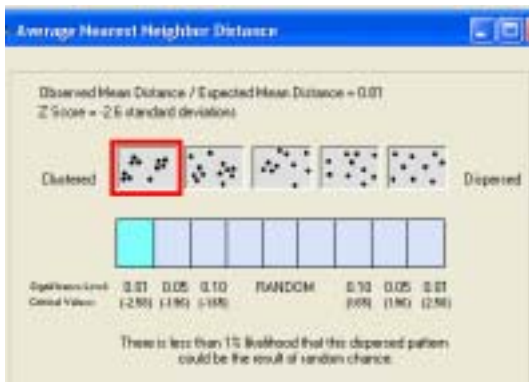 Average Nearest Neighbor Distance
Observed Mean Distance / Expected Mean Distance = 0.01
Z Score = -2.6 standard deviations
Clustered
Dispersed
Significance Level: 0.01 0.05 0.10 RANDOM 0.10 0.05 0.01
Critical Values: (-2.58) (-1.96) (-1.65) (1.65) (1.96) (2.58)
There is less than 1% likelihood that this dispersed pattern
could be the result of random chance.